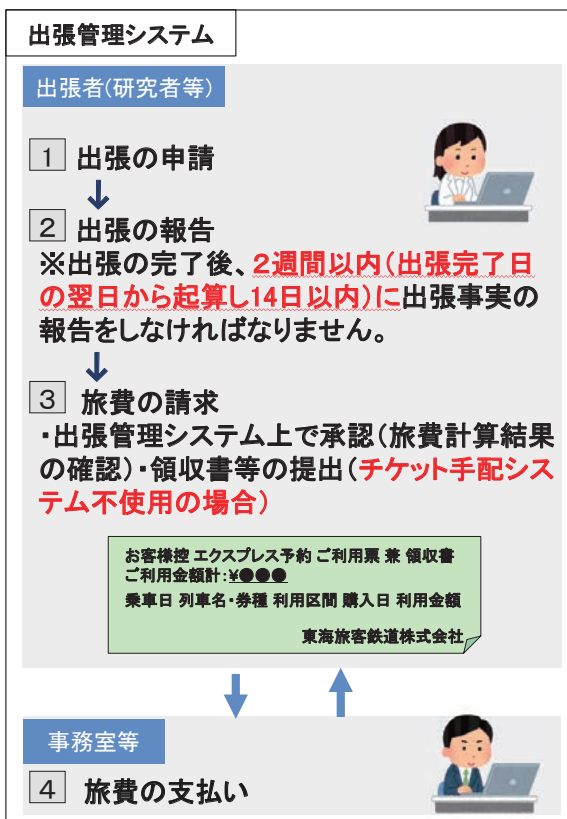 出張管理システム
出張者(研究者等)
1 出張の申請
↓
2 出張の報告
※出張の完了後、2週間以内(出張完了日
の翌日から起算し14日以内)に出張事実の
報告をしなければなりません。
↓
3 旅費の請求
・出張管理システム上で承認(旅費計算結果
の確認)・領収書等の提出(チケット手配シス
テム不使用の場合)
お客様控 エクスプレス予約 ご利用票 兼 領収書
ご利用金額計:¥●●●
乗車日 列車名・券種 利用区間 購入日 利用金額
東海旅客鉄道株式会社
事務室等
4 旅費の支払い